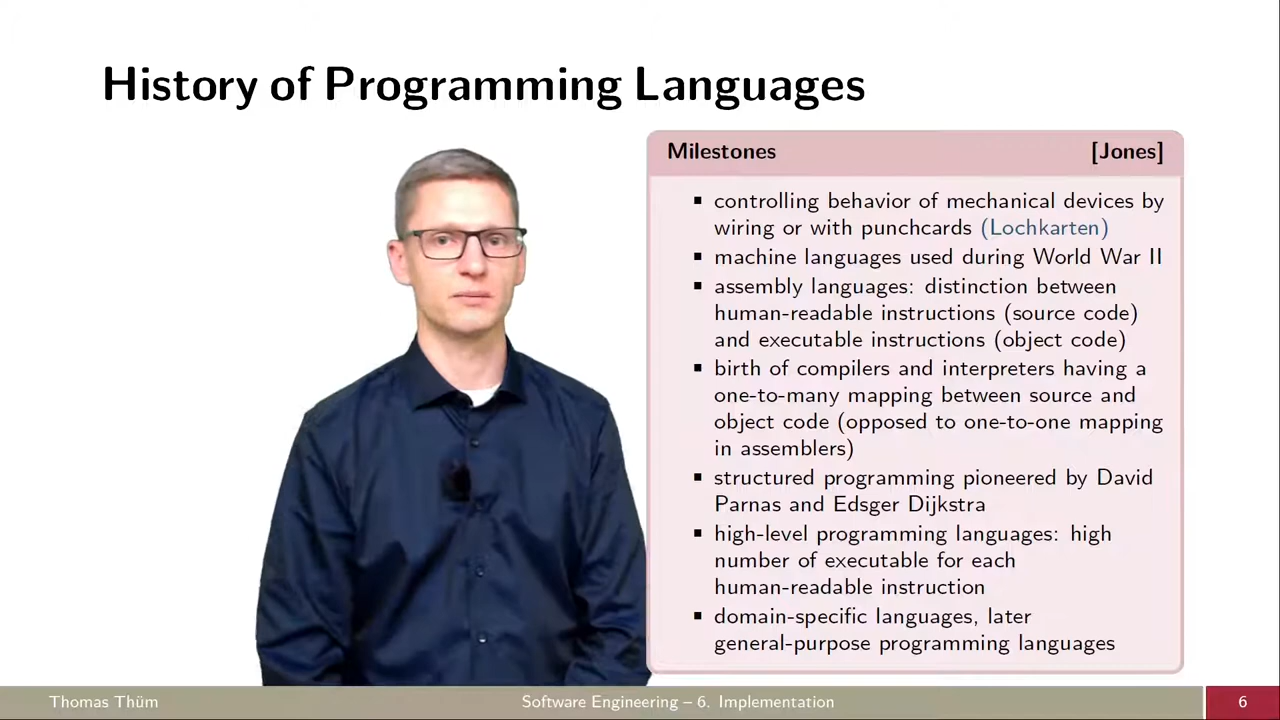 History of Programming Languages
Milestones [Jones]
▪ controlling behavior of mechanical devices by
wiring or with punchcards (Lochkarten)
▪ machine languages used during World War II
▪ assembly languages: distinction between
human-readable instructions (source code)
and executable instructions (object code)
▪ birth of compilers and interpreters having a
one-to-many mapping between source and
object code (opposed to one-to-one mapping
in assemblers)
▪ structured programming pioneered by David
Parnas and Edsger Dijkstra
▪ high-level programming languages: high
number of executable for each
human-readable instruction
▪ domain-specific languages, later
general-purpose programming languages
Thomas Thüm Software Engineering – 6. Implementation 6